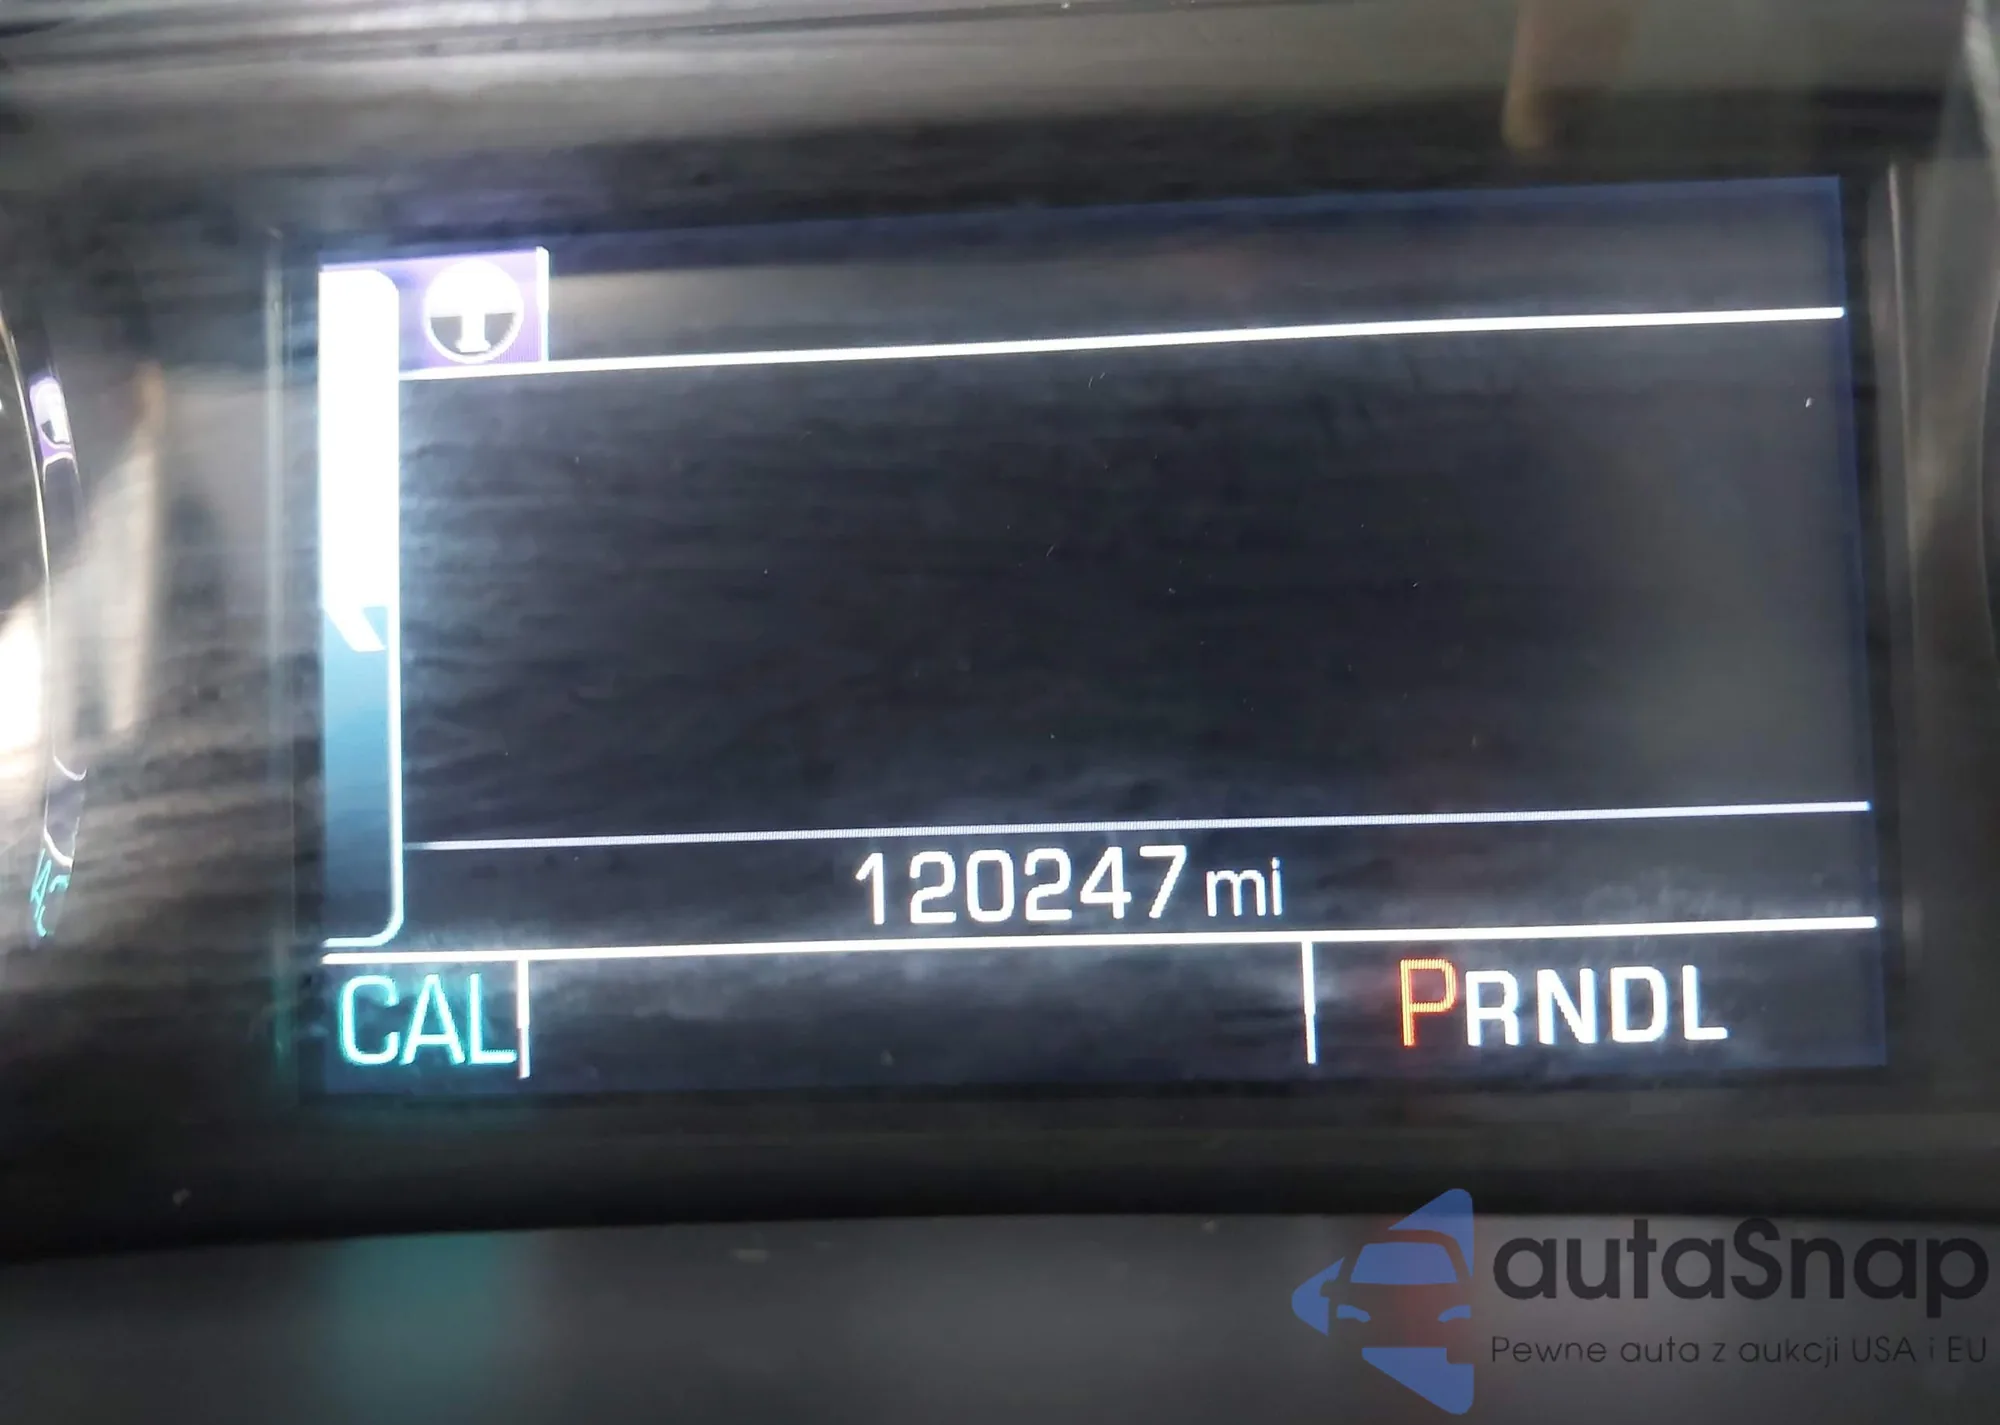 120247 mi
CAL PRNDL
autaSnap
Pewne auta z aukcji USA i EU